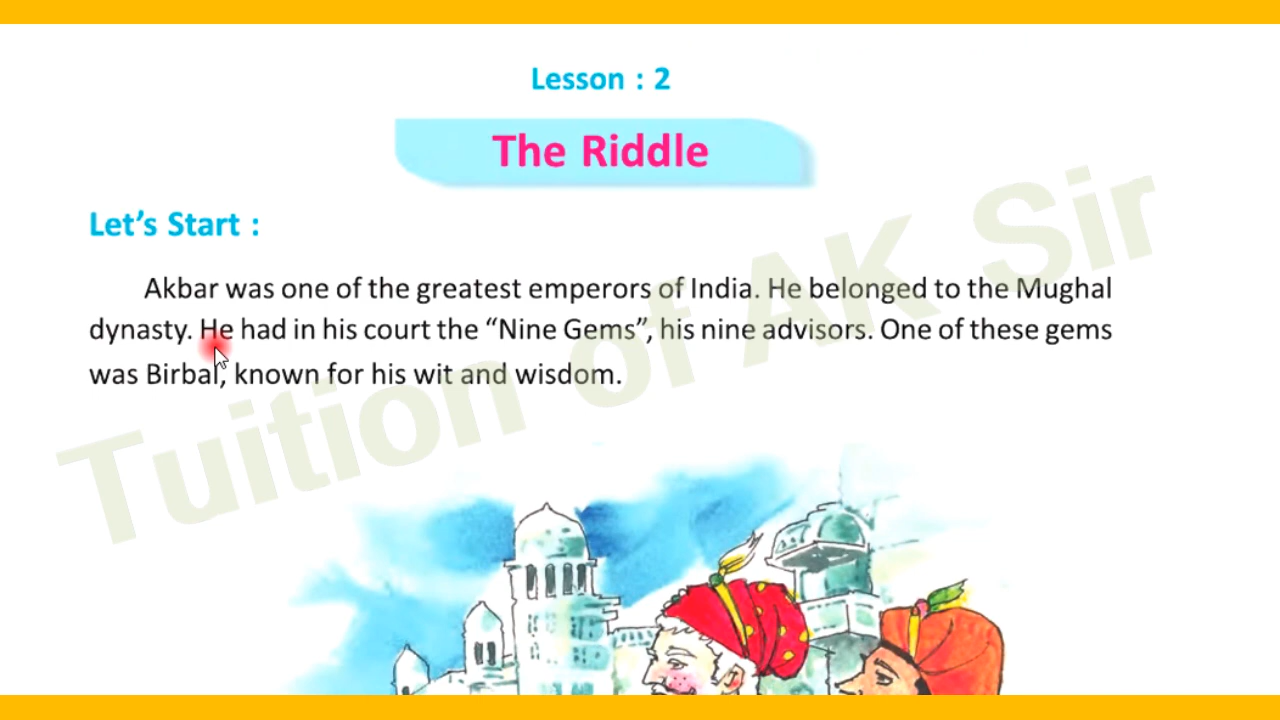 Lesson : 2
The Riddle
Let's Start :
Akbar was one of the greatest emperors of India. He belonged to the Mughal
dynasty. He had in his court the “Nine Gems”, his nine advisors. One of these gems
was Birbal, known for his wit and wisdom.
Tuition of AK Sir